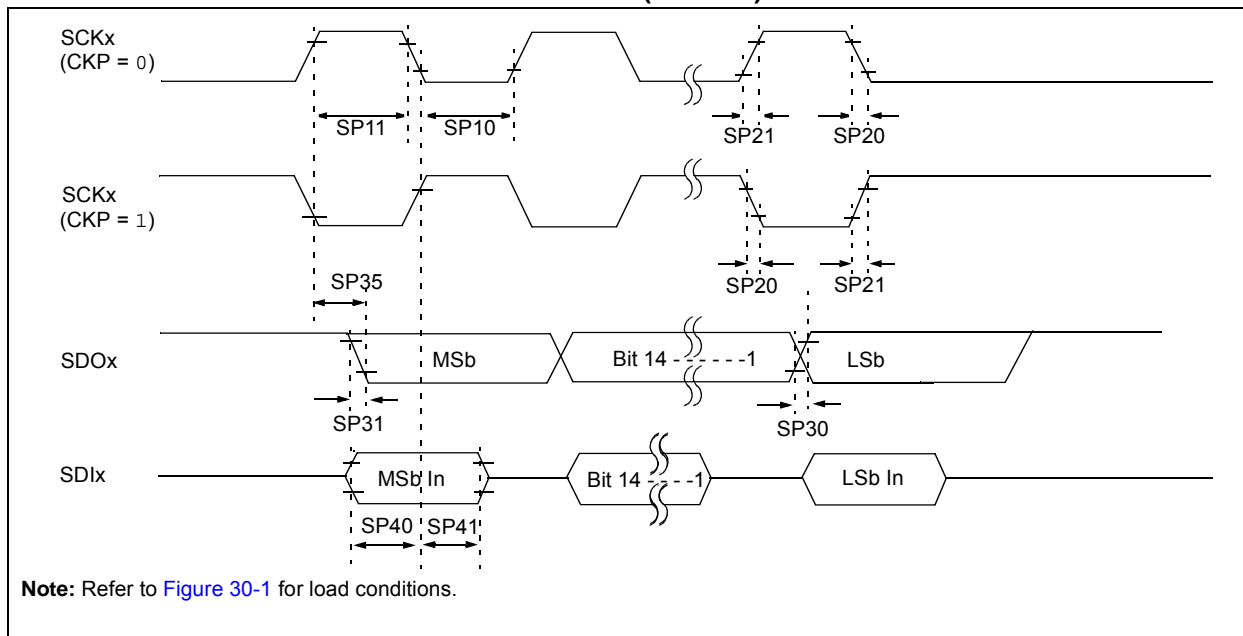 SCKx
(CKP = 0)
SP11
SP10
SP21
SP20
SCKx
(CKP = 1)
SP35
SP20
SP21
SDOx
MSb
Bit 14 - - - - - -1
LSb
SP31
SP30
SDIx
MSb In
Bit 14 - - - - -1
LSb In
SP40
SP41
Note: Refer to Figure 30-1 for load conditions.